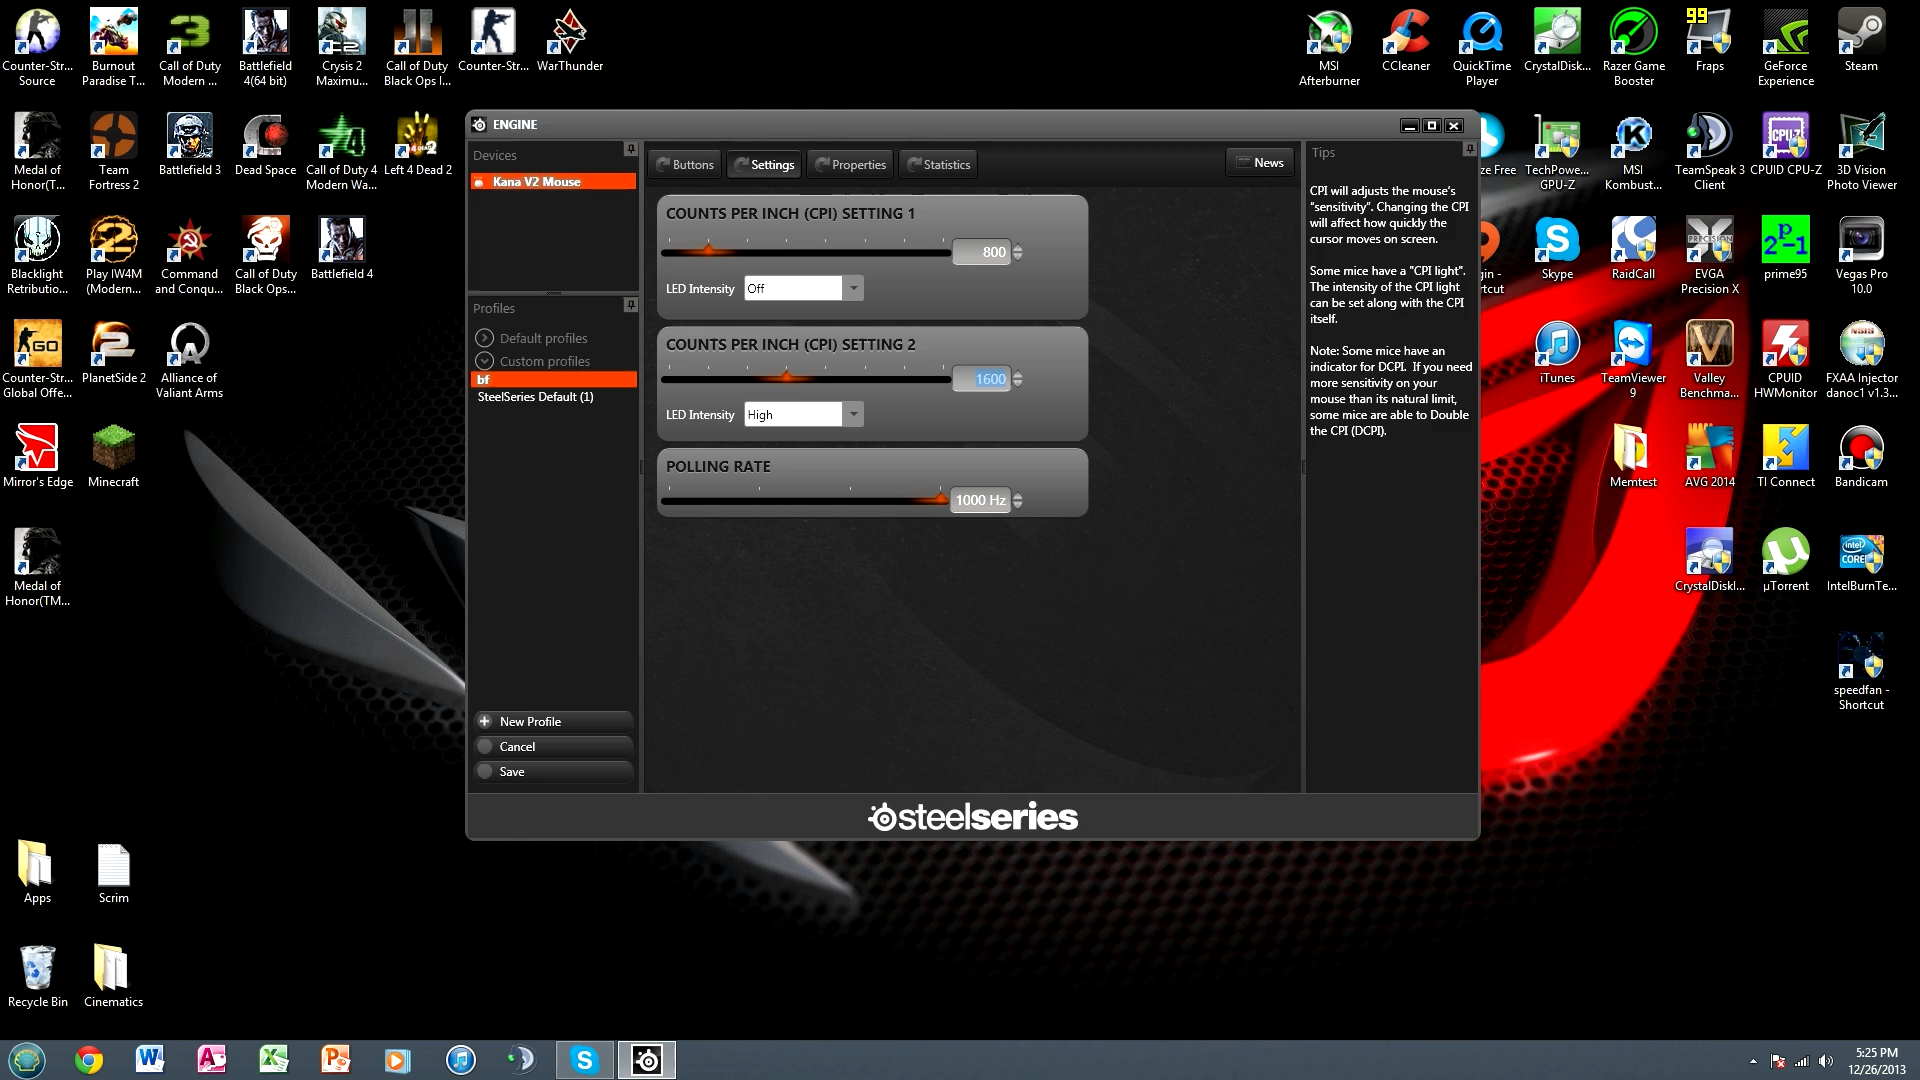 Counter-Str...
Source
Burnout
Paradise T...
Call of Duty
Modern ...
Battlefield
4(64 bit)
Crysis 2
Maximu...
Call of Duty
Black Ops I...
Counter-Str...
WarThunder
MSI
Afterburner
CCleaner
QuickTime
Player
CrystalDisk...
Razer Game
Booster
99
Fraps
GeForce
Experience
Steam
Medal of
Honor(T...
Team
Fortress 2
Battlefield 3
Dead Space
Call of Duty 4
Modern Wa...
Left 4 Dead 2
ze Free
TechPowe...
GPU-Z
MSI
Kombust...
TeamSpeak 3
Client
CPUID CPU-Z
3D Vision
Photo Viewer
Blacklight
Retributio...
Play IW4M
(Modern...
Command
and Conqu...
Call of Duty
Black Ops...
Battlefield 4
gin -
rtcut
Skype
RaidCall
EVGA
Precision X
prime95
Vegas Pro
10.0
Counter-Str...
Global Offe...
PlanetSide 2
Alliance of
Valiant Arms
iTunes
TeamViewer
9
Valley
Benchma...
CPUID
HWMonitor
FXAA Injector
danoc1 v1.3...
Mirror's Edge
Minecraft
Memtest
AVG 2014
TI Connect
Bandicam
Medal of
Honor(TM...
CrystalDiskI...
µTorrent
IntelBurnTe...
speedfan -
Shortcut
Apps
Scrim
Recycle Bin
Cinematics
ENGINE
Devices
Kana V2 Mouse
Profiles
Default profiles
Custom profiles
bf
SteelSeries Default (1)
New Profile
Cancel
Save
Buttons
Settings
Properties
Statistics
News
COUNTS PER INCH (CPI) SETTING 1
800
LED Intensity
Off
COUNTS PER INCH (CPI) SETTING 2
1600
LED Intensity
High
POLLING RATE
1000 Hz
Tips
CPI will adjusts the mouse's
"sensitivity". Changing the CPI
will affect how quickly the
cursor moves on screen.
Some mice have a "CPI light".
The intensity of the CPI light
can be set along with the CPI
itself.
Note: Some mice have an
indicator for DCPI. If you need
more sensitivity on your
mouse than its natural limit,
some mice are able to Double
the CPI (DCPI).
steelseries
5:25 PM
12/26/2013